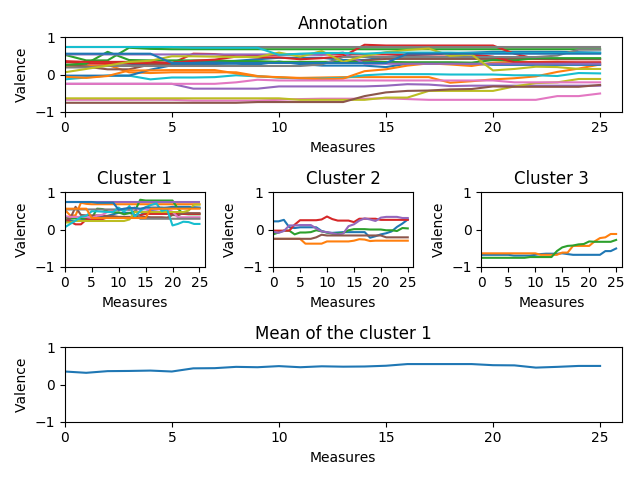 Annotation
1
0
−1
Valence
0 5 10 15 20 25
Measures
Cluster 1 Cluster 2 Cluster 3
1 1 1
0 0 0
−1 −1 −1
Valence Valence Valence
0 5 10 15 20 25 0 5 10 15 20 25 0 5 10 15 20 25
Measures Measures Measures
Mean of the cluster 1
1
0
−1
Valence
0 5 10 15 20 25
Measures